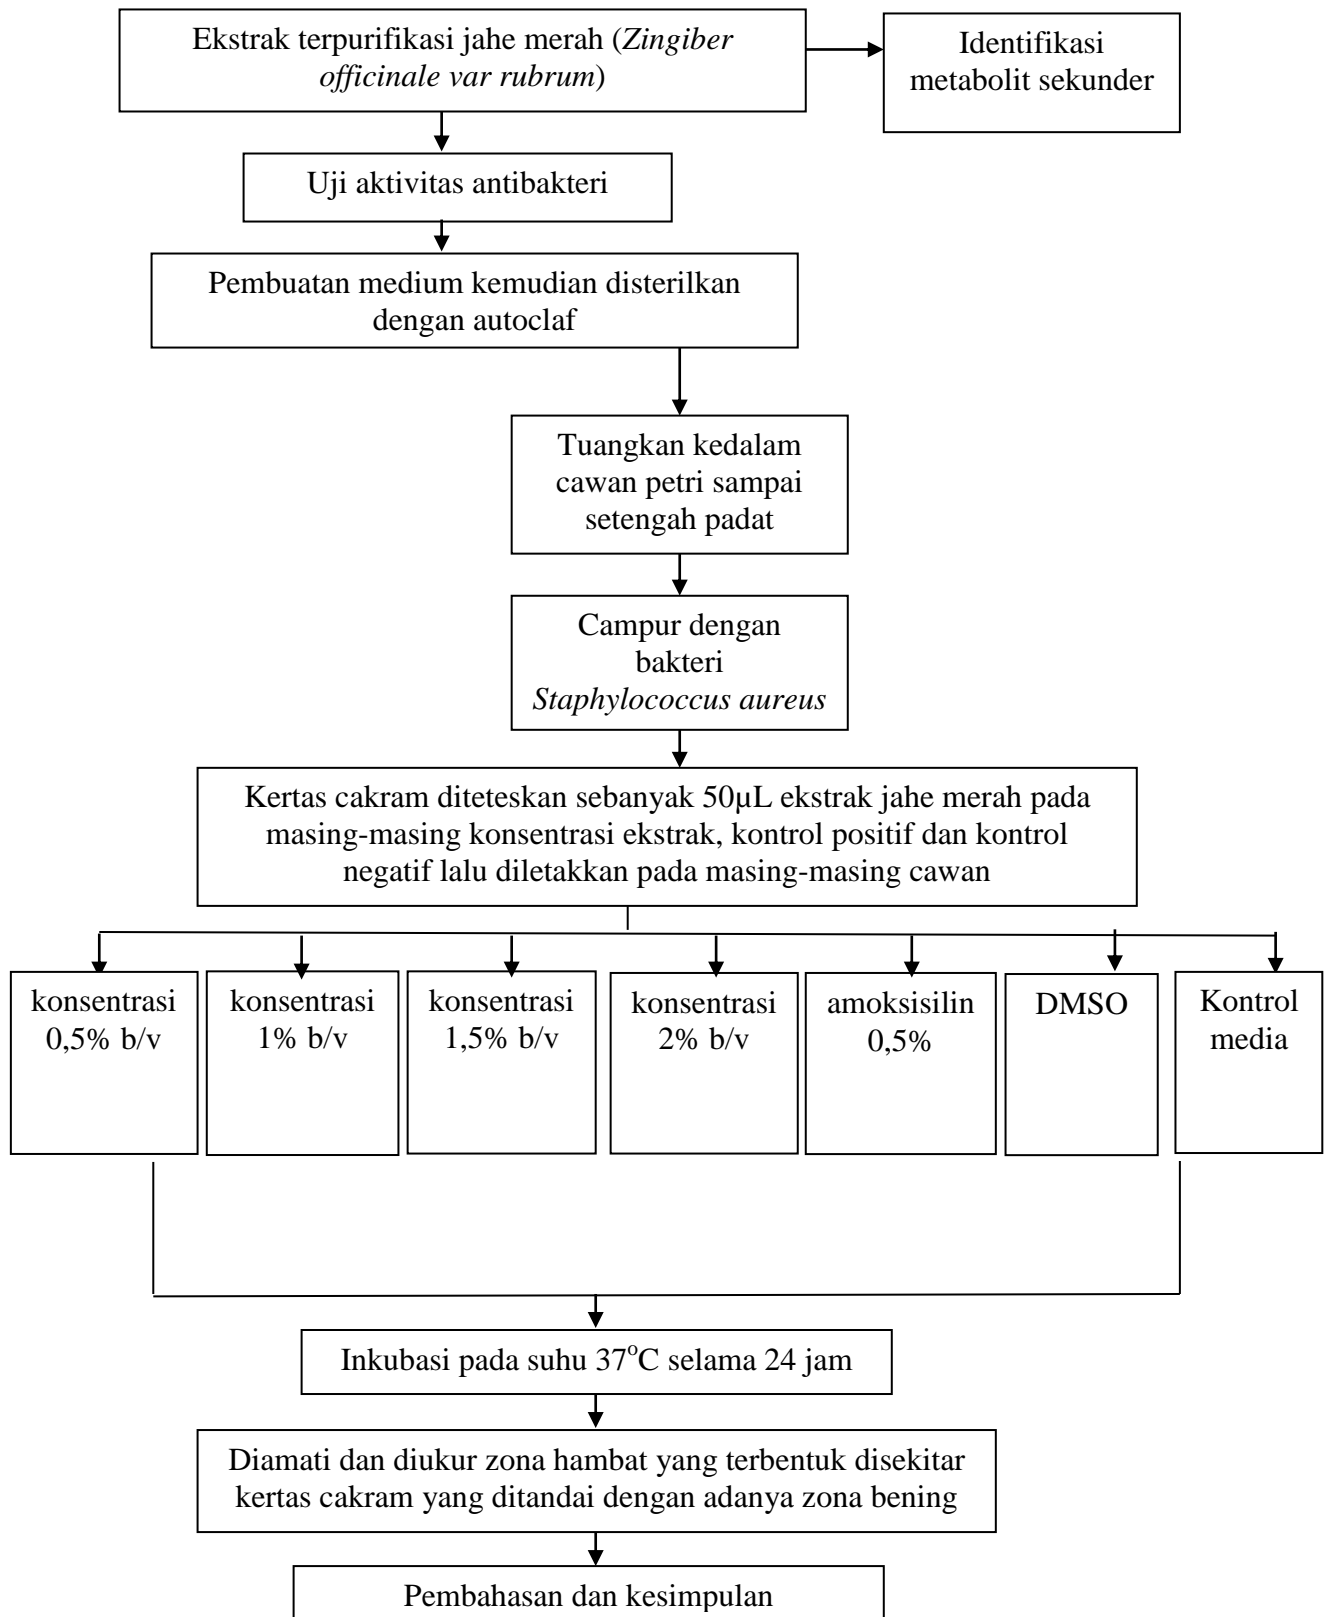 Ekstrak terpurifikasi jahe merah (Zingiber
officinale var rubrum)
Identifikasi
metabolit sekunder
Uji aktivitas antibakteri
Pembuatan medium kemudian disterilkan
dengan autoclaf
Tuangkan kedalam
cawan petri sampai
setengah padat
Campur dengan
bakteri
Staphylococcus aureus
Kertas cakram diteteskan sebanyak 50µL ekstrak jahe merah pada
masing-masing konsentrasi ekstrak, kontrol positif dan kontrol
negatif lalu diletakkan pada masing-masing cawan
konsentrasi
0,5% b/v
konsentrasi
1% b/v
konsentrasi
1,5% b/v
konsentrasi
2% b/v
amoksisilin
0,5%
DMSO
Kontrol
media
Inkubasi pada suhu 37°C selama 24 jam
Diamati dan diukur zona hambat yang terbentuk disekitar
kertas cakram yang ditandai dengan adanya zona bening
Pembahasan dan kesimpulan